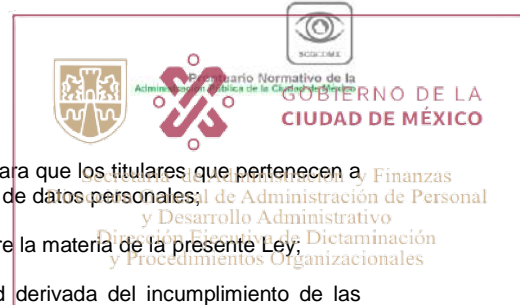 SCGCDMX
Prontuario Normativo de la
Administración Pública de la Ciudad de México
GOBIERNO DE LA
CIUDAD DE MÉXICO
ara que los titulares que pertenecen a
Secretaría de Administración y Finanzas
de datos personales;
Dirección General de Administración de Personal
y Desarrollo Administrativo
re la materia de la presente Ley;
Dirección Ejecutiva de Dictaminación
y Procedimientos Organizacionales
d derivada del incumplimiento de las